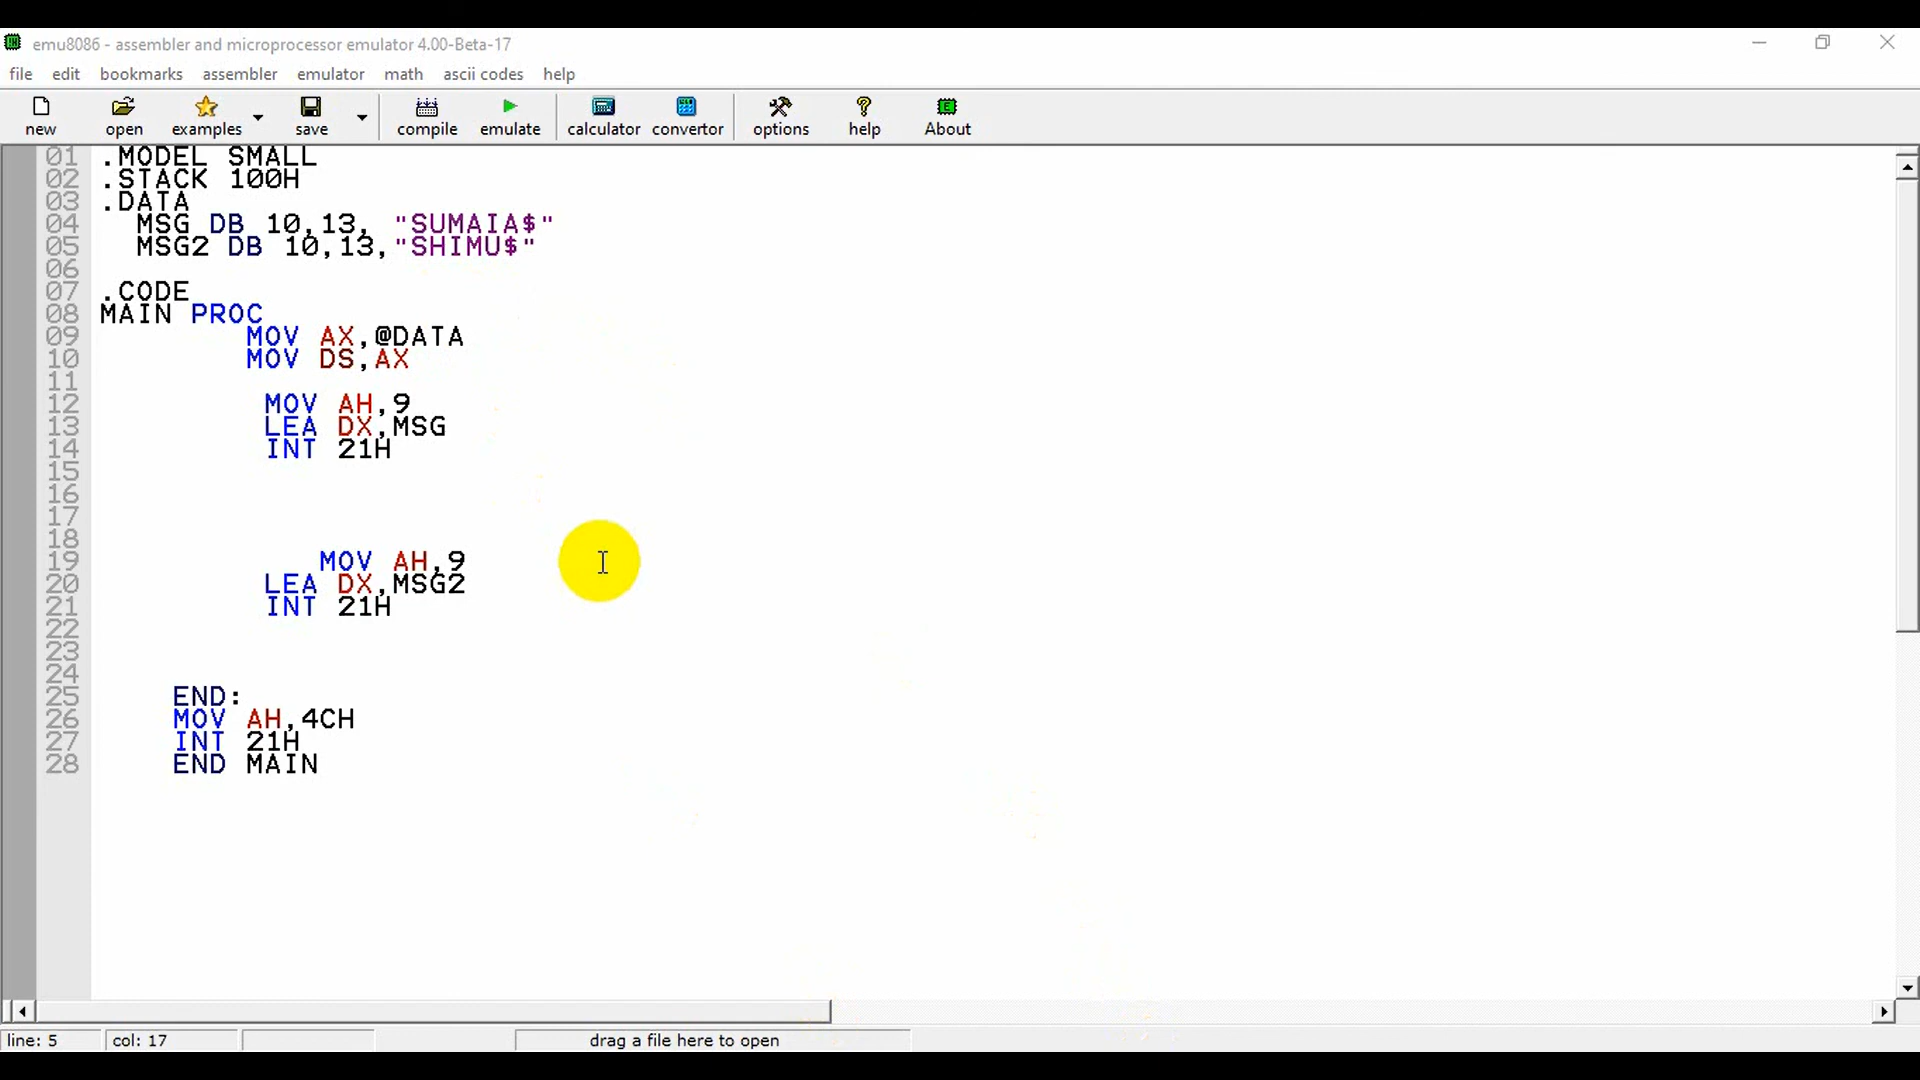 emu8086 - assembler and microprocessor emulator 4.00-Beta-17
file edit bookmarks assembler emulator math ascii codes help
new open examples save compile emulate calculator convertor options help About
01 .MODEL SMALL
02 .STACK 100H
03 .DATA
04 MSG DB 10,13, "SUMAIA$"
05 MSG2 DB 10,13,"SHIMU$"
06
07 .CODE
08 MAIN PROC
09 MOV AX,@DATA
10 MOV DS,AX
11
12 MOV AH,9
13 LEA DX,MSG
14 INT 21H
15
16
17
18
19 MOV AH,9
20 LEA DX,MSG2
21 INT 21H
22
23
24
25 END:
26 MOV AH,4CH
27 INT 21H
28 END MAIN
line: 5 col: 17 drag a file here to open